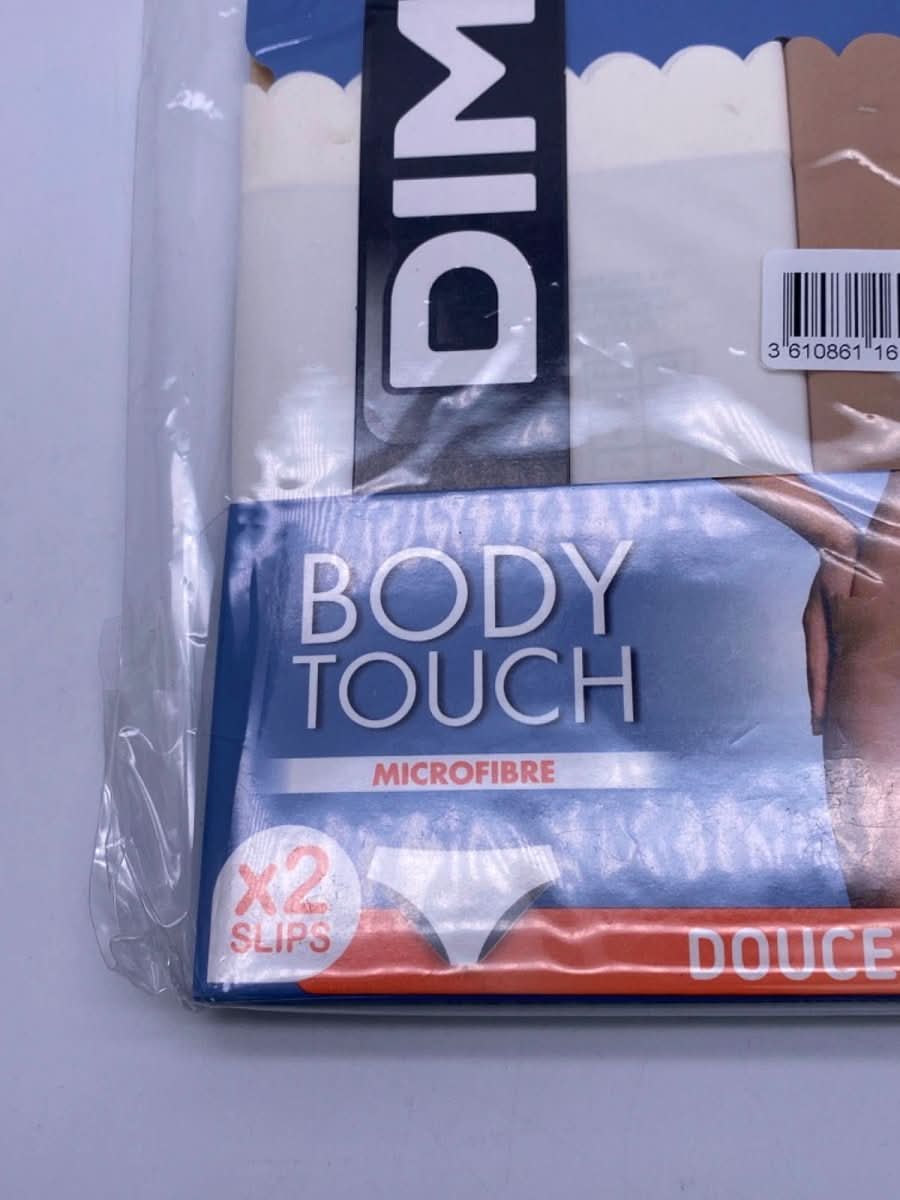 DIM
3 610861 16
BODY
TOUCH
MICROFIBRE
x2
SLIPS
DOUCE